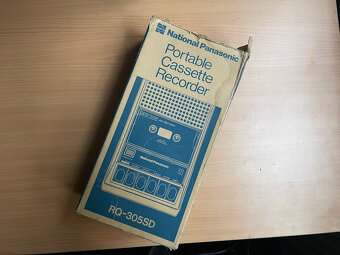 National Panasonic
Portable
Cassette
Recorder
National Panasonic
RQ-305SD